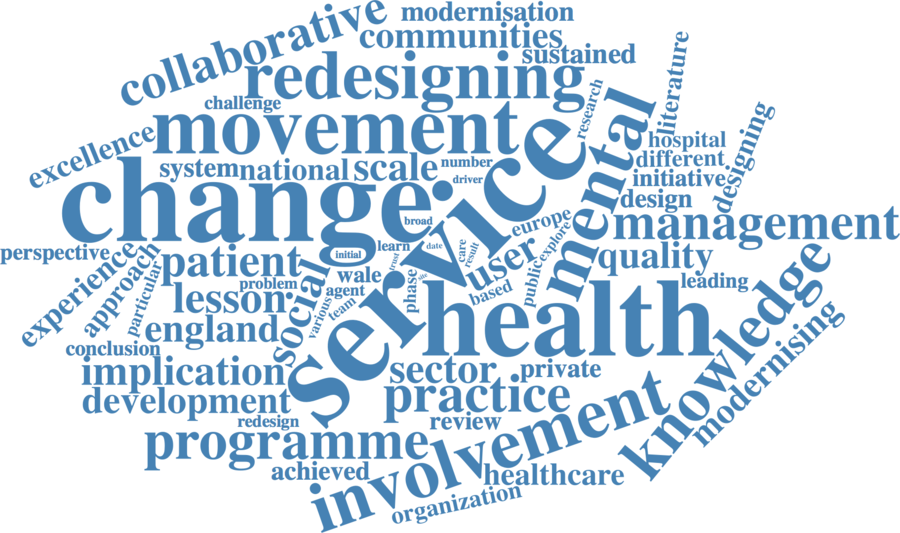 modernisation
collaborative
communities
sustained
redesigning
literature
challenge
research
movement
excellence
hospital
designing
system
national
scale
number
different
driver
mental
initiative
change
service
design
broad
europe
management
perspective
learn
date
care
result
explore
user
quality
experience
approach
patient
initial
trust
site
wale
particular
problem
social
agent
phase
based
public
leading
lesson
various
team
health
knowledge
england
modernising
conclusion
implication
sector
private
development
practice
redesign
review
programme
involvement
achieved
healthcare
organization